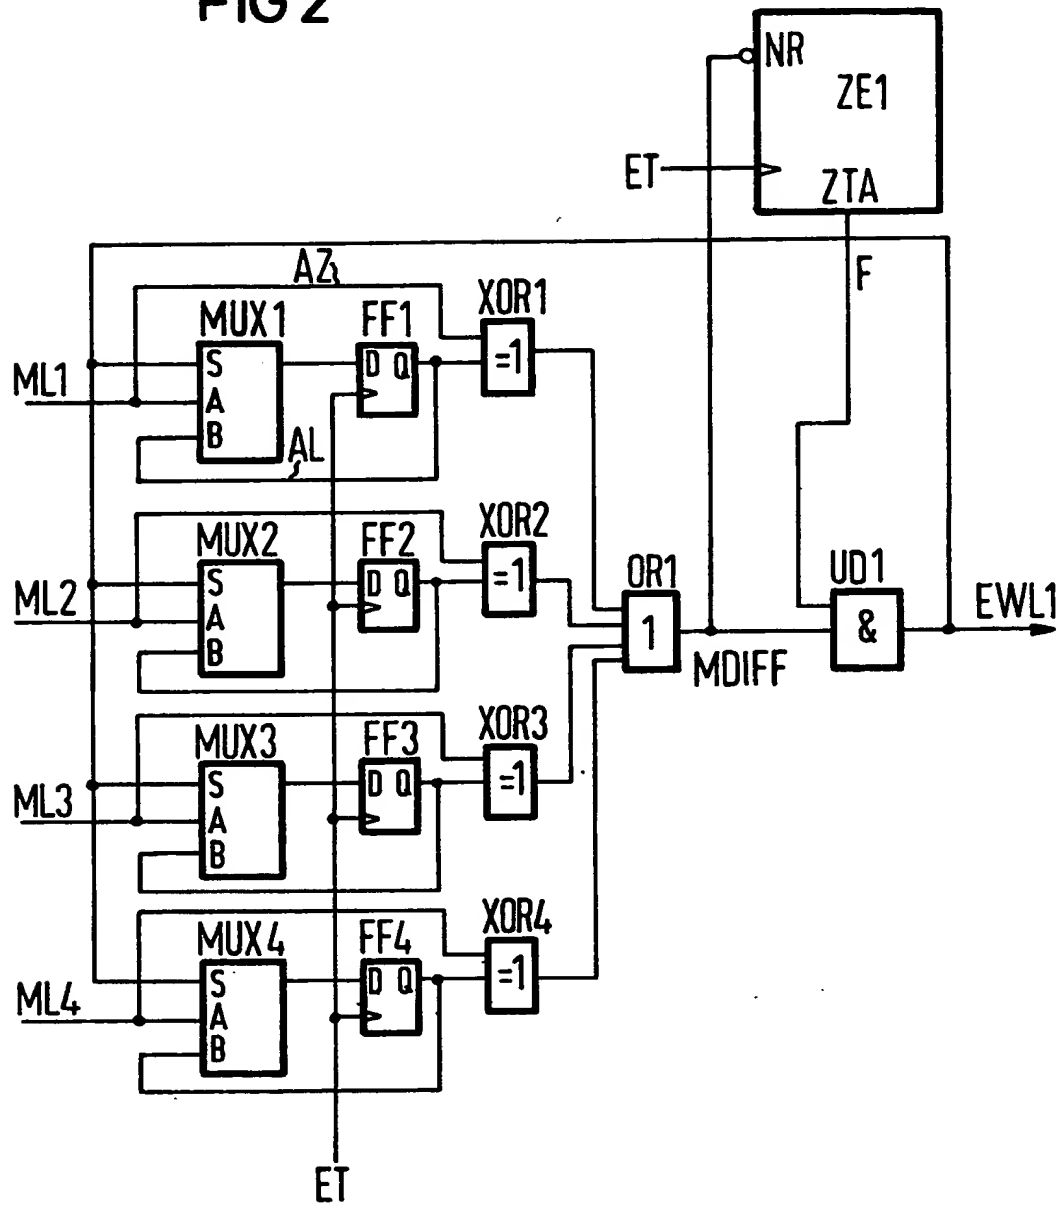 FIG 2
NR
ZE1
ET
ZTA
F
AZ
XOR1
MUX1
FF1
ML1
S
A
B
D Q
=1
AL
XOR2
MUX2
FF2
ML2
S
A
B
D Q
=1
OR1
1
UD1
&
EWL1
MDIFF
XOR3
MUX3
FF3
ML3
S
A
B
D Q
=1
XOR4
MUX4
FF4
ML4
S
A
B
D Q
=1
ET